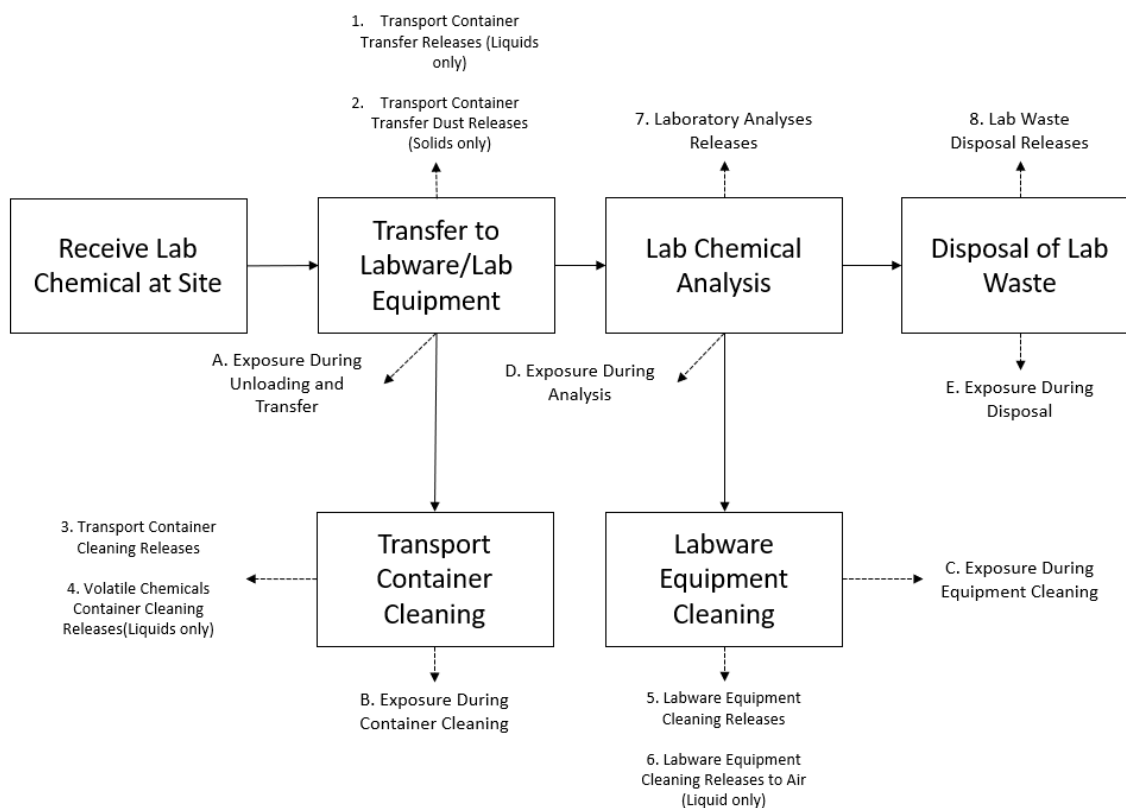 1. Transport Container
Transfer Releases (Liquids
only)
2. Transport Container
Transfer Dust Releases
(Solids only)
7. Laboratory Analyses
Releases
8. Lab Waste
Disposal Releases
Receive Lab
Chemical at Site
Transfer to
Labware/Lab
Equipment
Lab Chemical
Analysis
Disposal of Lab
Waste
A. Exposure During
Unloading and
Transfer
D. Exposure During
Analysis
E. Exposure During
Disposal
3. Transport Container
Cleaning Releases
4. Volatile Chemicals
Container Cleaning
Releases(Liquids only)
Transport
Container
Cleaning
Labware
Equipment
Cleaning
C. Exposure During
Equipment Cleaning
B. Exposure During
Container Cleaning
5. Labware Equipment
Cleaning Releases
6. Labware Equipment
Cleaning Releases to Air
(Liquid only)